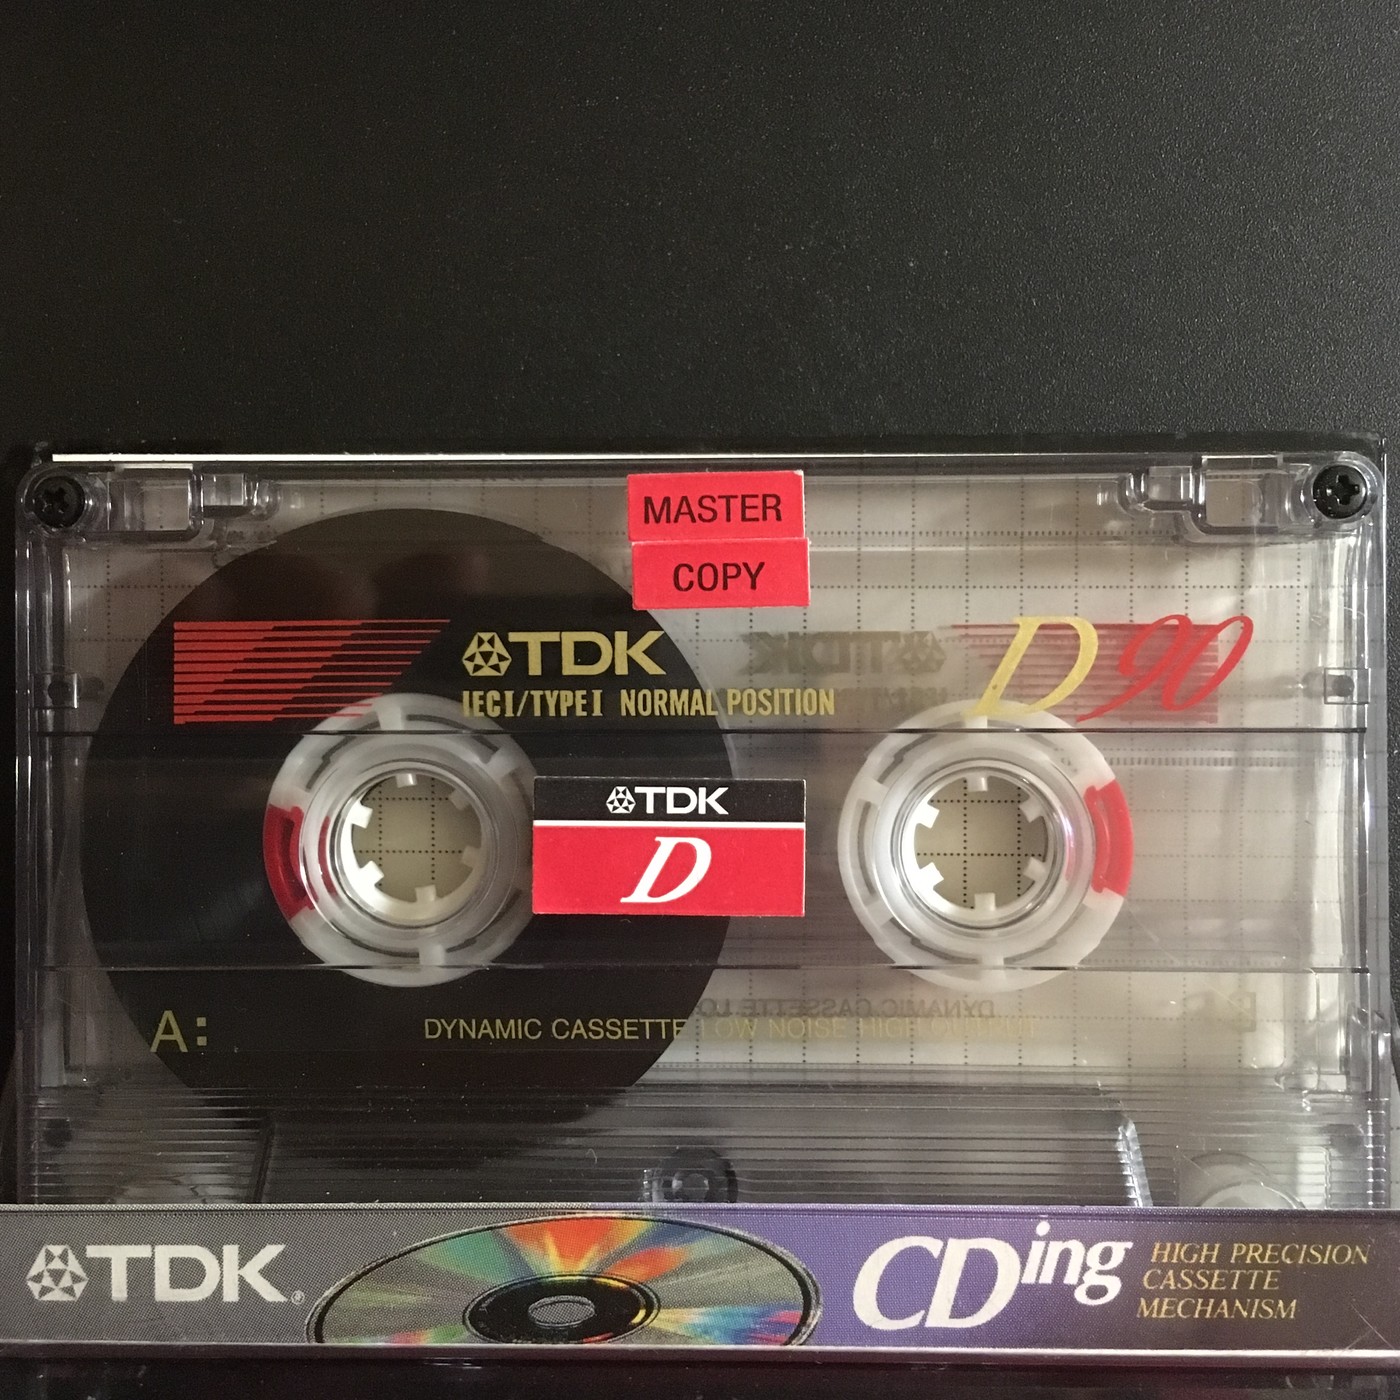 MASTER
COPY
TDK
D90
IECI/TYPEI NORMAL POSITION
TDK
D
A:
DYNAMIC CASSETTE LOW NOISE HIGH OUTPUT
TDK®
CDing
HIGH PRECISION
CASSETTE
MECHANISM